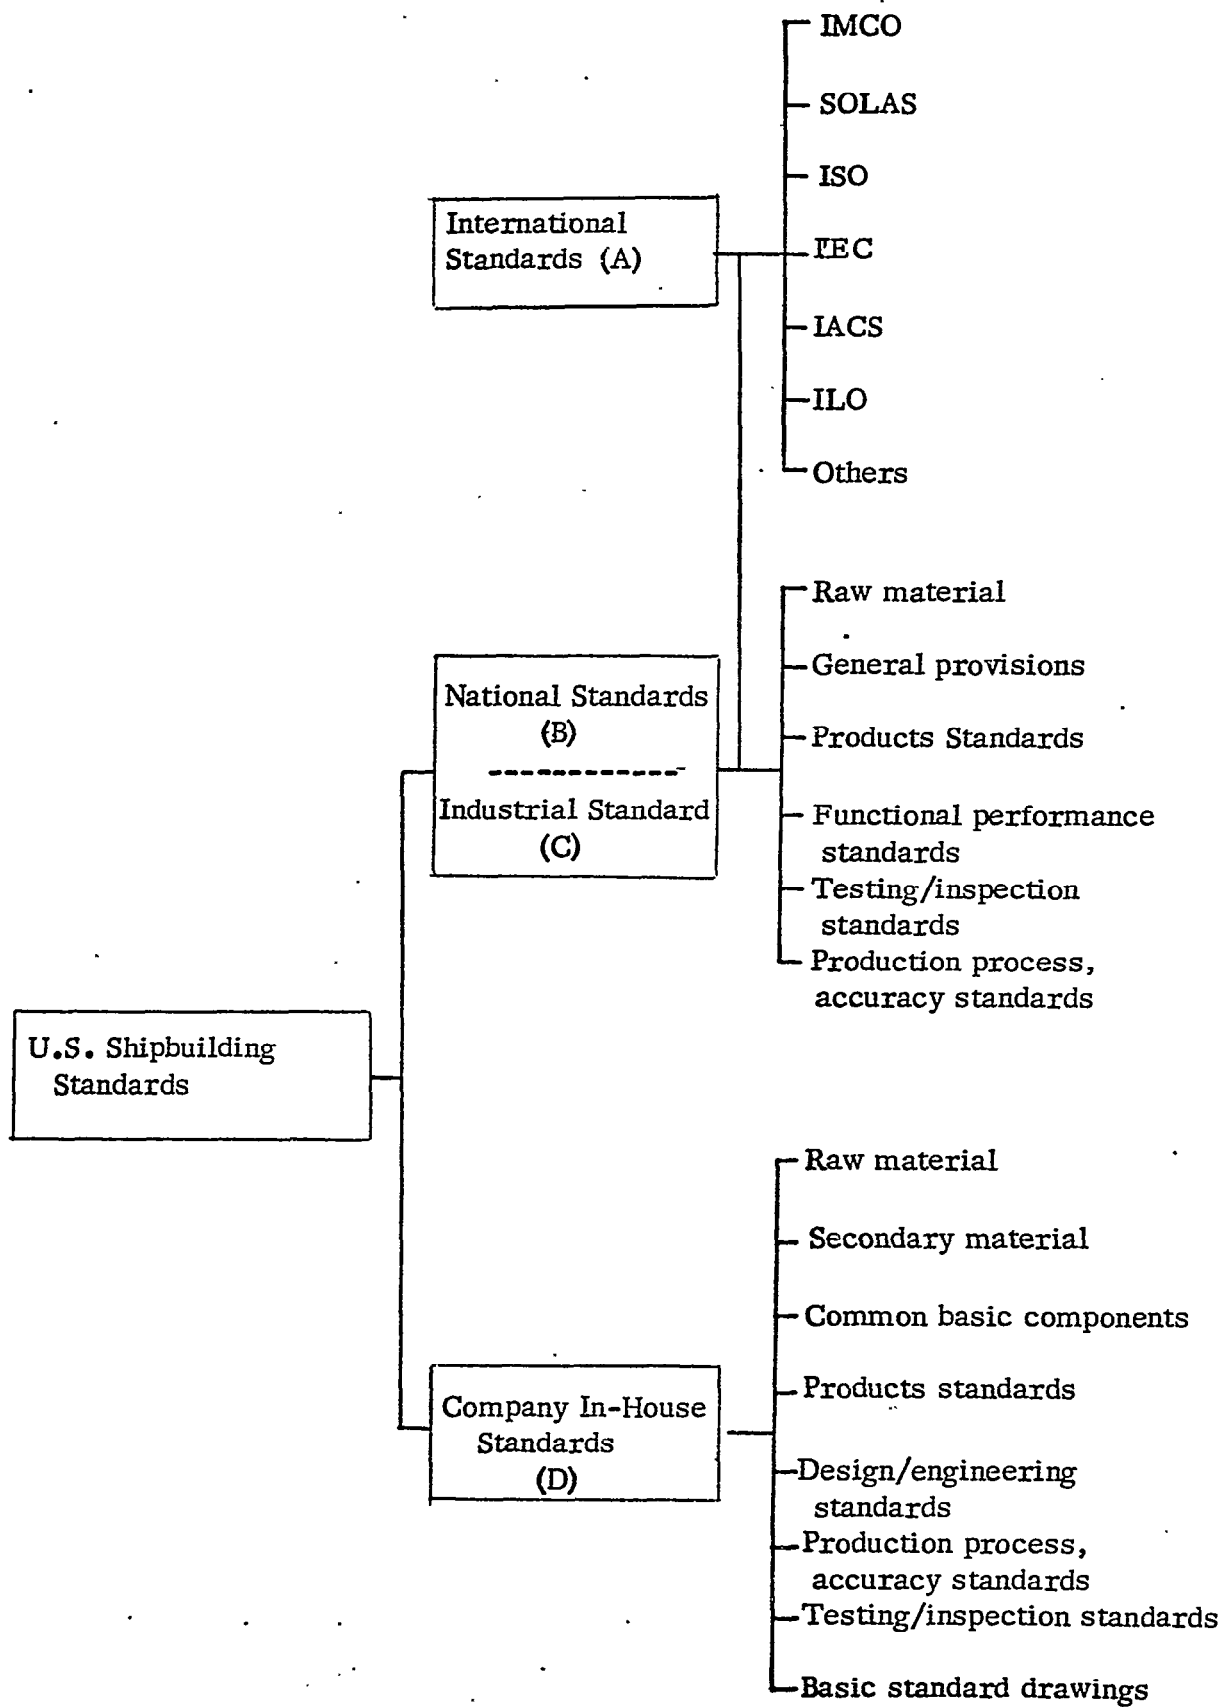 IMCO
SOLAS
ISO
International
Standards (A)
IEC
IACS
ILO
Others
Raw material
General provisions
National Standards
(B)
Products Standards
Industrial Standard
(C)
Functional performance
standards
Testing/inspection
standards
Production process,
accuracy standards
U.S. Shipbuilding
Standards
Raw material
Secondary material
Common basic components
Products standards
Company In-House
Standards
(D)
Design/engineering
standards
Production process,
accuracy standards
Testing/inspection standards
Basic standard drawings